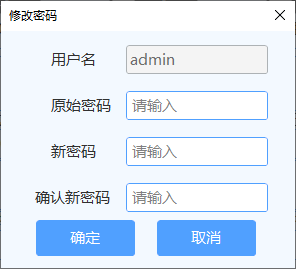 修改密码
用户名 admin
原始密码 请输入
新密码 请输入
确认新密码 请输入
确定 取消